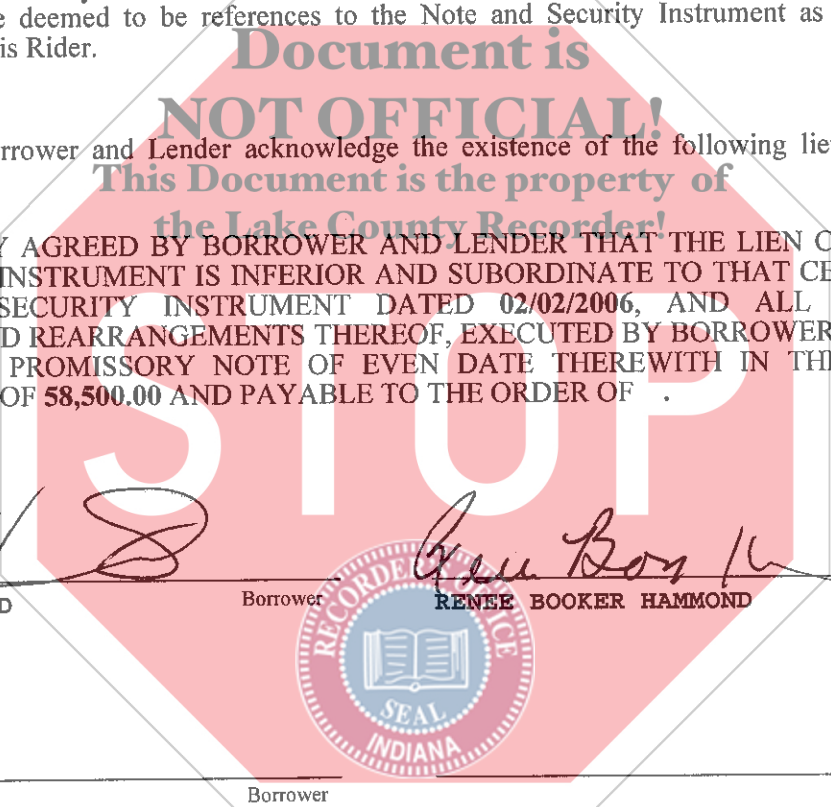 e deemed to be references to the Note and Security Instrument as
is Rider.
Document is
NOT OFFICIAL!
rrower and Lender acknowledge the existence of the following lie
This Document is the property of
the Lake County Recorder!
Y AGREED BY BORROWER AND LENDER THAT THE LIEN C
INSTRUMENT IS INFERIOR AND SUBORDINATE TO THAT CE
SECURITY INSTRUMENT DATED 02/02/2006, AND ALL
D REARRANGEMENTS THEREOF, EXECUTED BY BORROWER
PROMISSORY NOTE OF EVEN DATE THEREWITH IN THE
OF 58,500.00 AND PAYABLE TO THE ORDER OF .
STOP
D Borrower RENEE BOOKER HAMMOND
RECORDER OFFICE
SEAL
INDIANA
Borrower